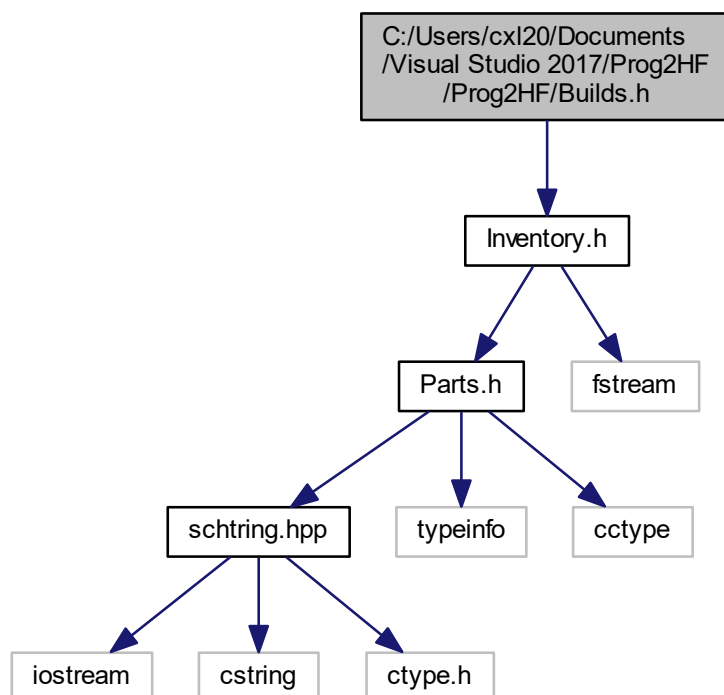 C:/Users/cxl20/Documents
/Visual Studio 2017/Prog2HF
/Prog2HF/Builds.h
Inventory.h
Parts.h
fstream
schtring.hpp
typeinfo
cctype
iostream
cstring
ctype.h